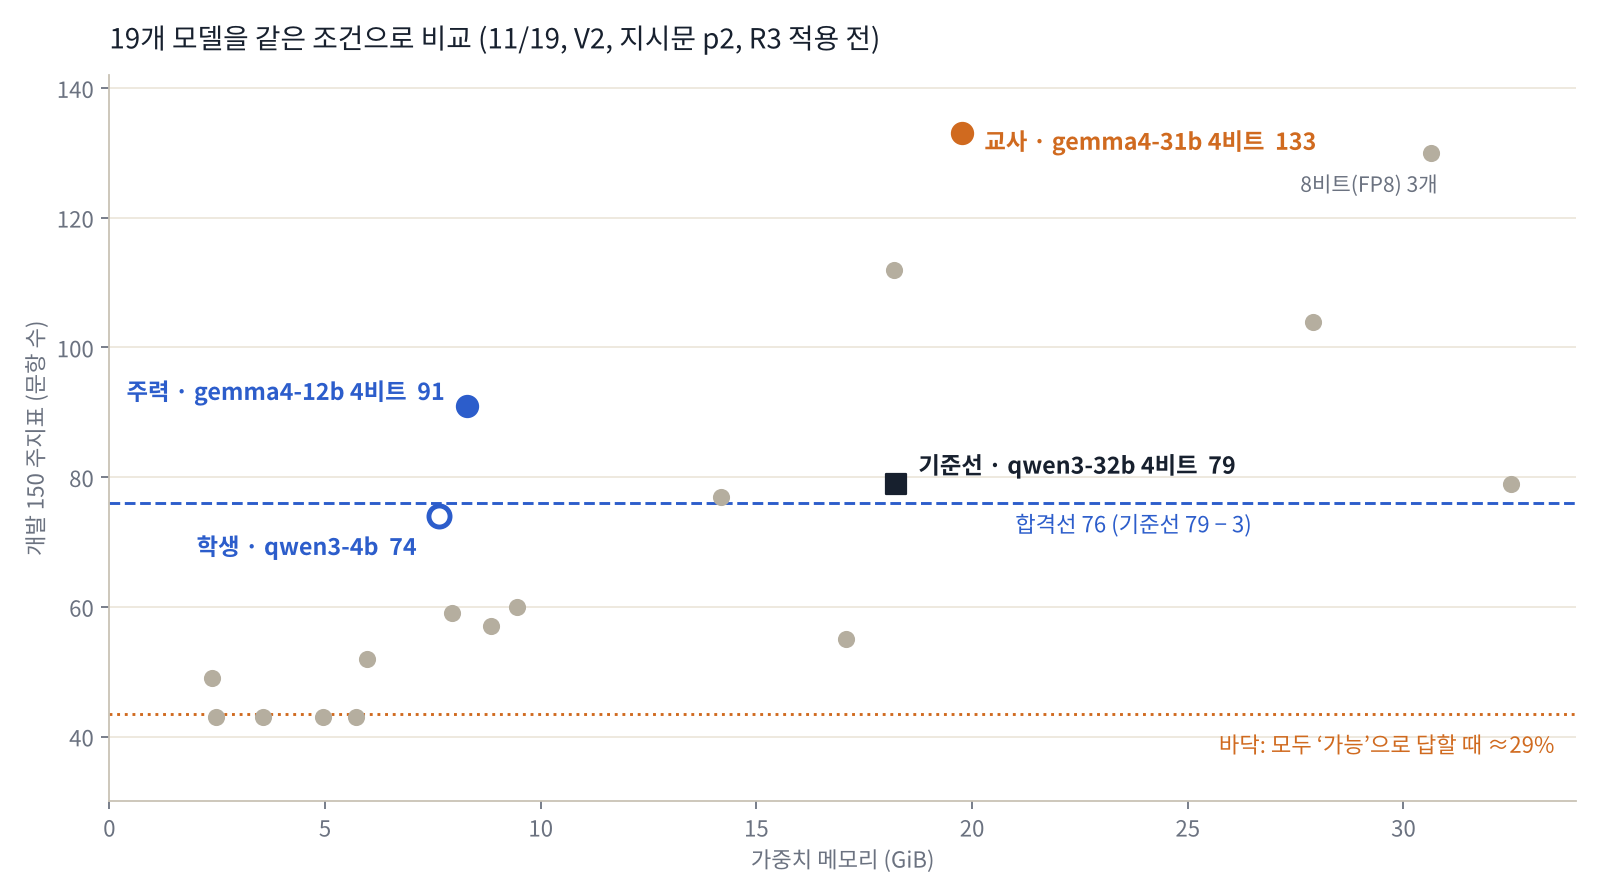 19개 모델을 같은 조건으로 비교 (11/19, V2, 지시문 p2, R3 적용 전)
개발 150 주지표 (문항 수)
140
120
100
80
60
40
교사 · gemma4-31b 4비트 133
8비트(FP8) 3개
주력 · gemma4-12b 4비트 91
기준선 · qwen3-32b 4비트 79
합격선 76 (기준선 79 − 3)
학생 · qwen3-4b 74
바닥: 모두 ‘가능’으로 답할 때 ≈29%
0 5 10 15 20 25 30
가중치 메모리 (GiB)